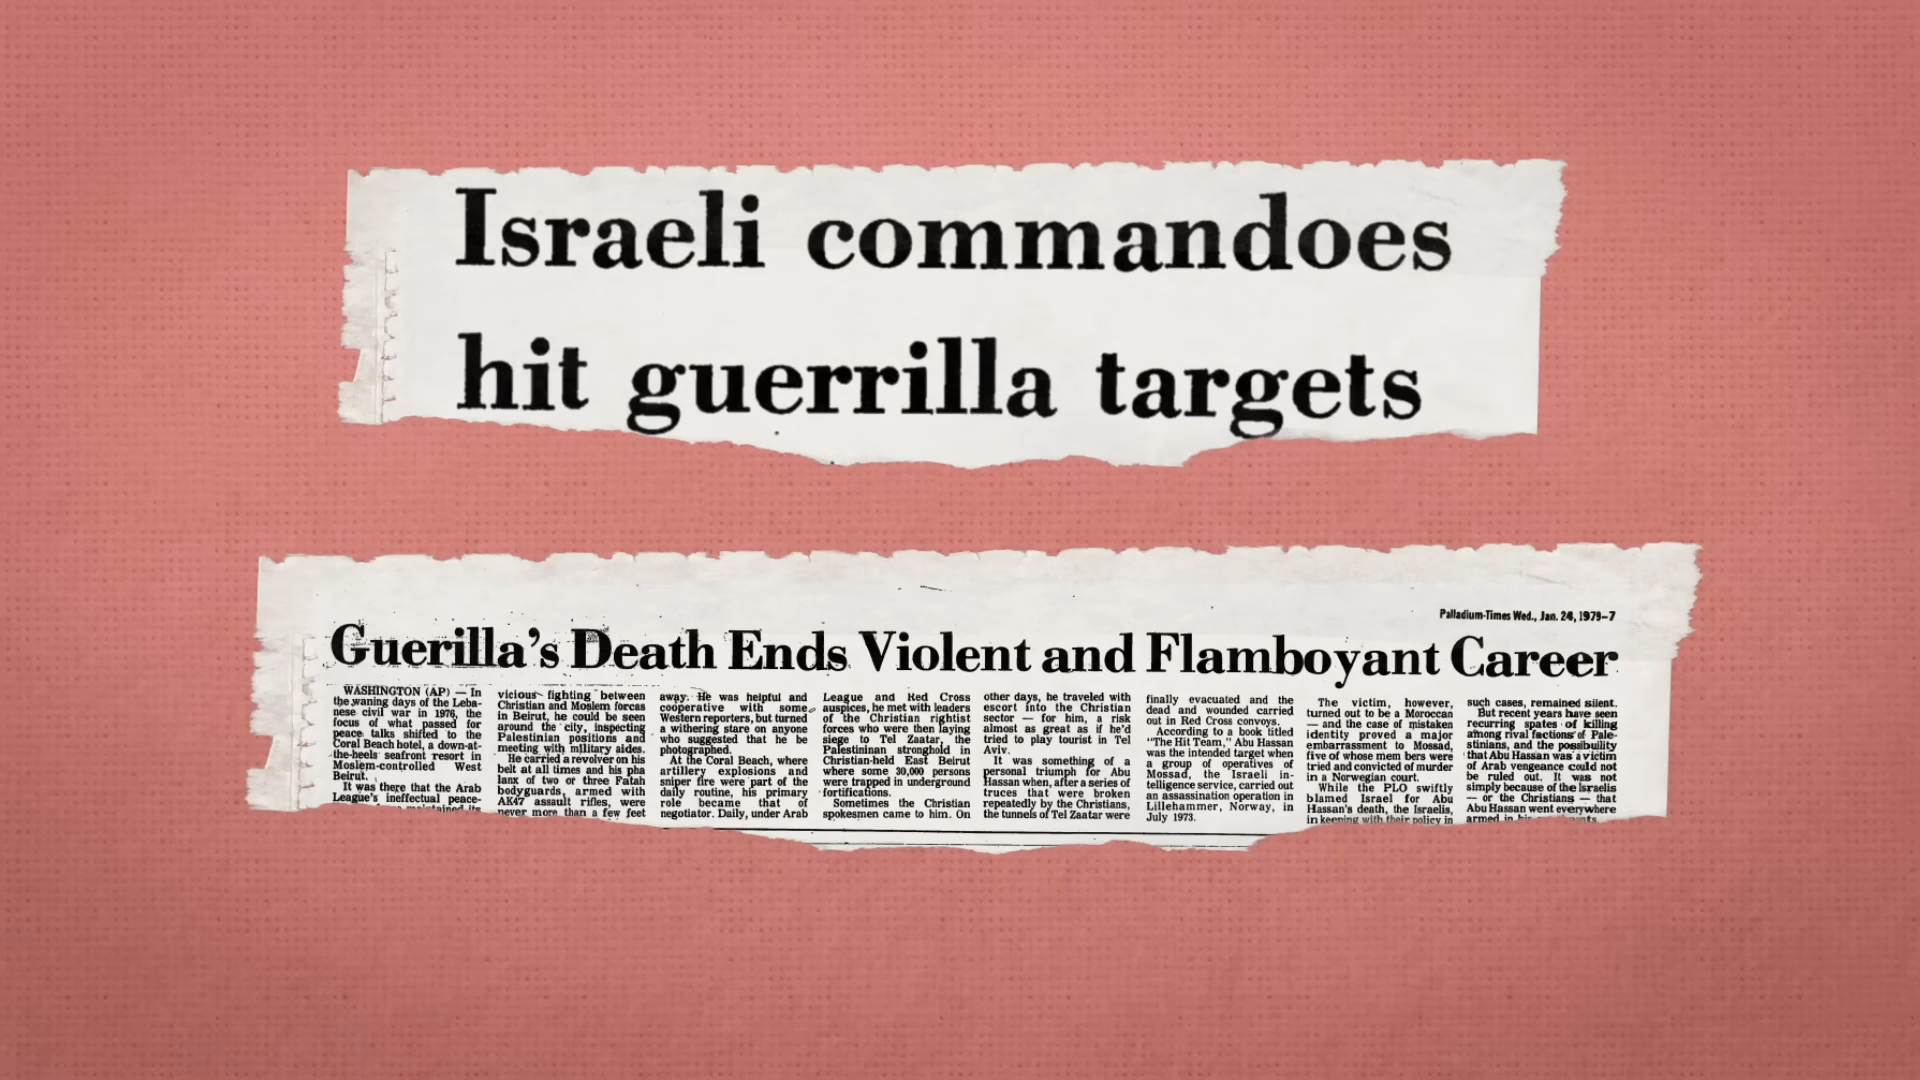 Israeli commandoes
hit guerrilla targets
Palladium-Times Wed., Jan. 24, 1979-7
Guerilla's Death Ends Violent and Flamboyant Career
WASHINGTON (AP) — In
the waning days of the Leba-
nese civil war in 1976, the
focus of what passed for
peace talks shifted to the
Coral Beach hotel, a down-at-
the-heels seafront resort in
Moslem-controlled West
Beirut.
It was there that the Arab
League's ineffectual peace-
vicious fighting between
Christian and Moslem forcas
in Beirut, he could be seen
around the city, inspecting
Palestinian positions and
meeting with military aides.
He carried a revolver on his
belt at all times and his pha
lanx of two or three Fatah
bodyguards, armed with
AK47 assault rifles, were
never more than a few feet
away. He was helpful and
cooperative with some
Western reporters, but turned
a withering stare on anyone
who suggested that he be
photographed.
At the Coral Beach, where
artillery explosions and
sniper fire were part of the
daily routine, his primary
role became that of
negotiator. Daily, under Arab
League and Red Cross
auspices, he met with leaders
of the Christian rightist
forces who were then laying
siege to Tel Zaatar, the
Palestininan stronghold in
Christian-held East Beirut
where some 30,000 persons
were trapped in underground
fortifications.
Sometimes the Christian
spokesmen came to him. On
other days, he traveled with
escort into the Christian
sector — for him, a risk
almost as great as if he'd
tried to play tourist in Tel
Aviv.
It was something of a
personal triumph for Abu
Hassan when, after a series of
truces that were broken
repeatedly by the Christians,
the tunnels of Tel Zaatar were
finally evacuated and the
dead and wounded carried
out in Red Cross convoys.
According to a book titled
"The Hit Team," Abu Hassan
was the intended target when
a group of operatives of
Mossad, the Israeli in-
telligence service, carried out
an assassination operation in
Lillehammer, Norway, in
July 1973.
The victim, however,
turned out to be a Moroccan
— and the case of mistaken
identity proved a major
embarrassment to Mossad,
five of whose mem bers were
tried and convicted of murder
in a Norwegian court.
While the PLO swiftly
blamed Israel for Abu
Hassan's death, the Israelis,
in keeping with their policy in
such cases, remained silent.
But recent years have seen
recurring spates of killing
among rival factions of Pale-
stinians, and the possibuility
that Abu Hassan was a victim
of Arab vengeance could not
be ruled out. It was not
simply because of the Israelis
— or the Christians — that
Abu Hassan went everywhere
armed in